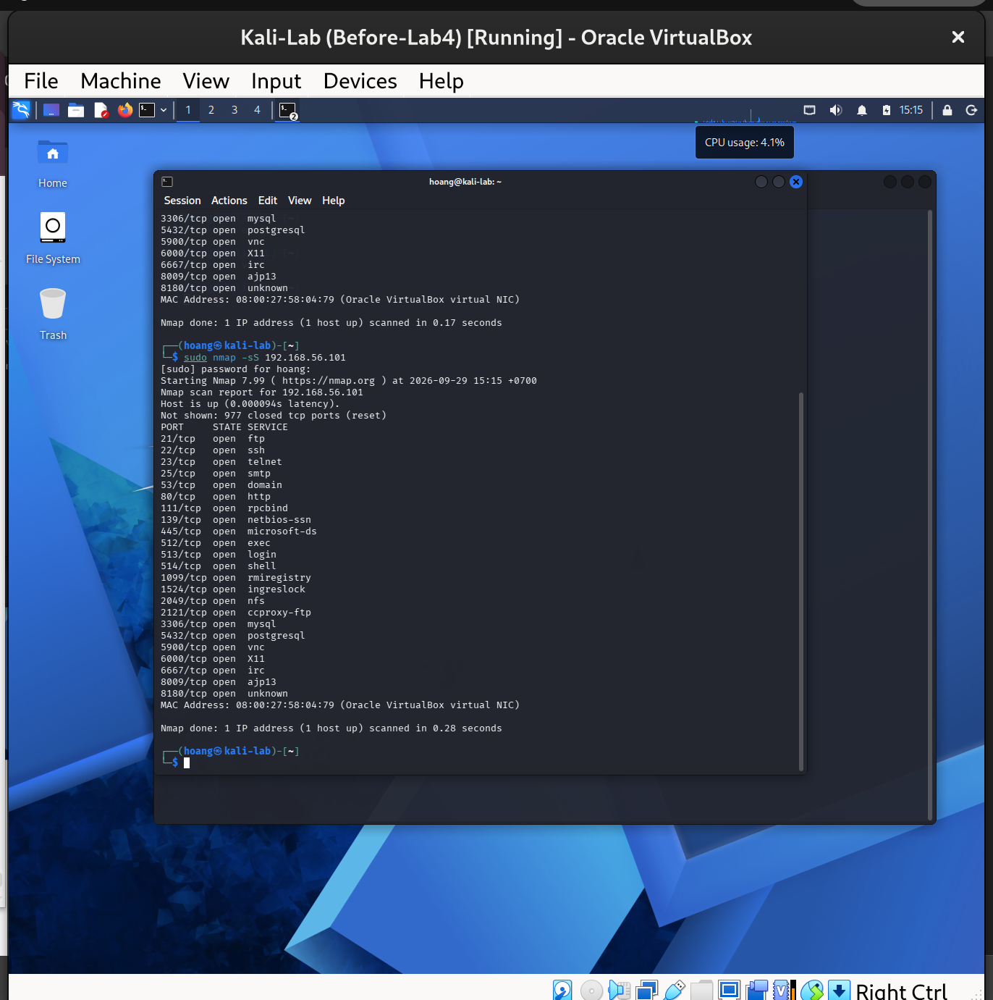 Kali-Lab (Before-Lab4) [Running] - Oracle VirtualBox
File Machine View Input Devices Help
1 2 3 4 2 15:15
CPU usage: 4.1%
Home
File System
Trash
hoang@kali-lab: ~
Session Actions Edit View Help
3306/tcp open mysql
5432/tcp open postgresql
5900/tcp open vnc
6000/tcp open X11
6667/tcp open irc
8009/tcp open ajp13
8180/tcp open unknown
MAC Address: 08:00:27:58:04:79 (Oracle VirtualBox virtual NIC)
Nmap done: 1 IP address (1 host up) scanned in 0.17 seconds
┌──(hoang㉿kali-lab)-[~]
└─$ sudo nmap -sS 192.168.56.101
[sudo] password for hoang:
Starting Nmap 7.99 ( https://nmap.org ) at 2026-09-29 15:15 +0700
Nmap scan report for 192.168.56.101
Host is up (0.000094s latency).
Not shown: 977 closed tcp ports (reset)
PORT STATE SERVICE
21/tcp open ftp
22/tcp open ssh
23/tcp open telnet
25/tcp open smtp
53/tcp open domain
80/tcp open http
111/tcp open rpcbind
139/tcp open netbios-ssn
445/tcp open microsoft-ds
512/tcp open exec
513/tcp open login
514/tcp open shell
1099/tcp open rmiregistry
1524/tcp open ingreslock
2049/tcp open nfs
2121/tcp open ccproxy-ftp
3306/tcp open mysql
5432/tcp open postgresql
5900/tcp open vnc
6000/tcp open X11
6667/tcp open irc
8009/tcp open ajp13
8180/tcp open unknown
MAC Address: 08:00:27:58:04:79 (Oracle VirtualBox virtual NIC)
Nmap done: 1 IP address (1 host up) scanned in 0.28 seconds
┌──(hoang㉿kali-lab)-[~]
└─$
Right Ctrl